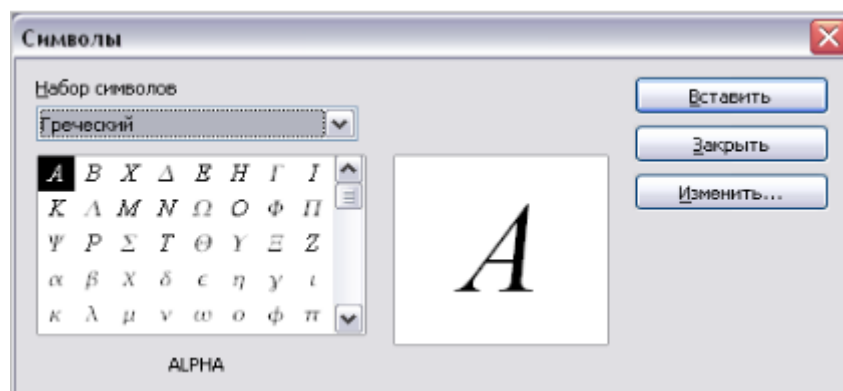 Символы
Набор символов
Греческий
Вставить
Закрыть
Изменить...
Α Β Χ Δ Ε Η Γ Ι
Κ Λ Μ Ν Ω Ο Φ Π
Ψ Ρ Σ Τ Θ Υ Ξ Ζ
α β χ δ ϵ η γ ι
κ λ μ ν ω ο ϕ π
Α
ALPHA